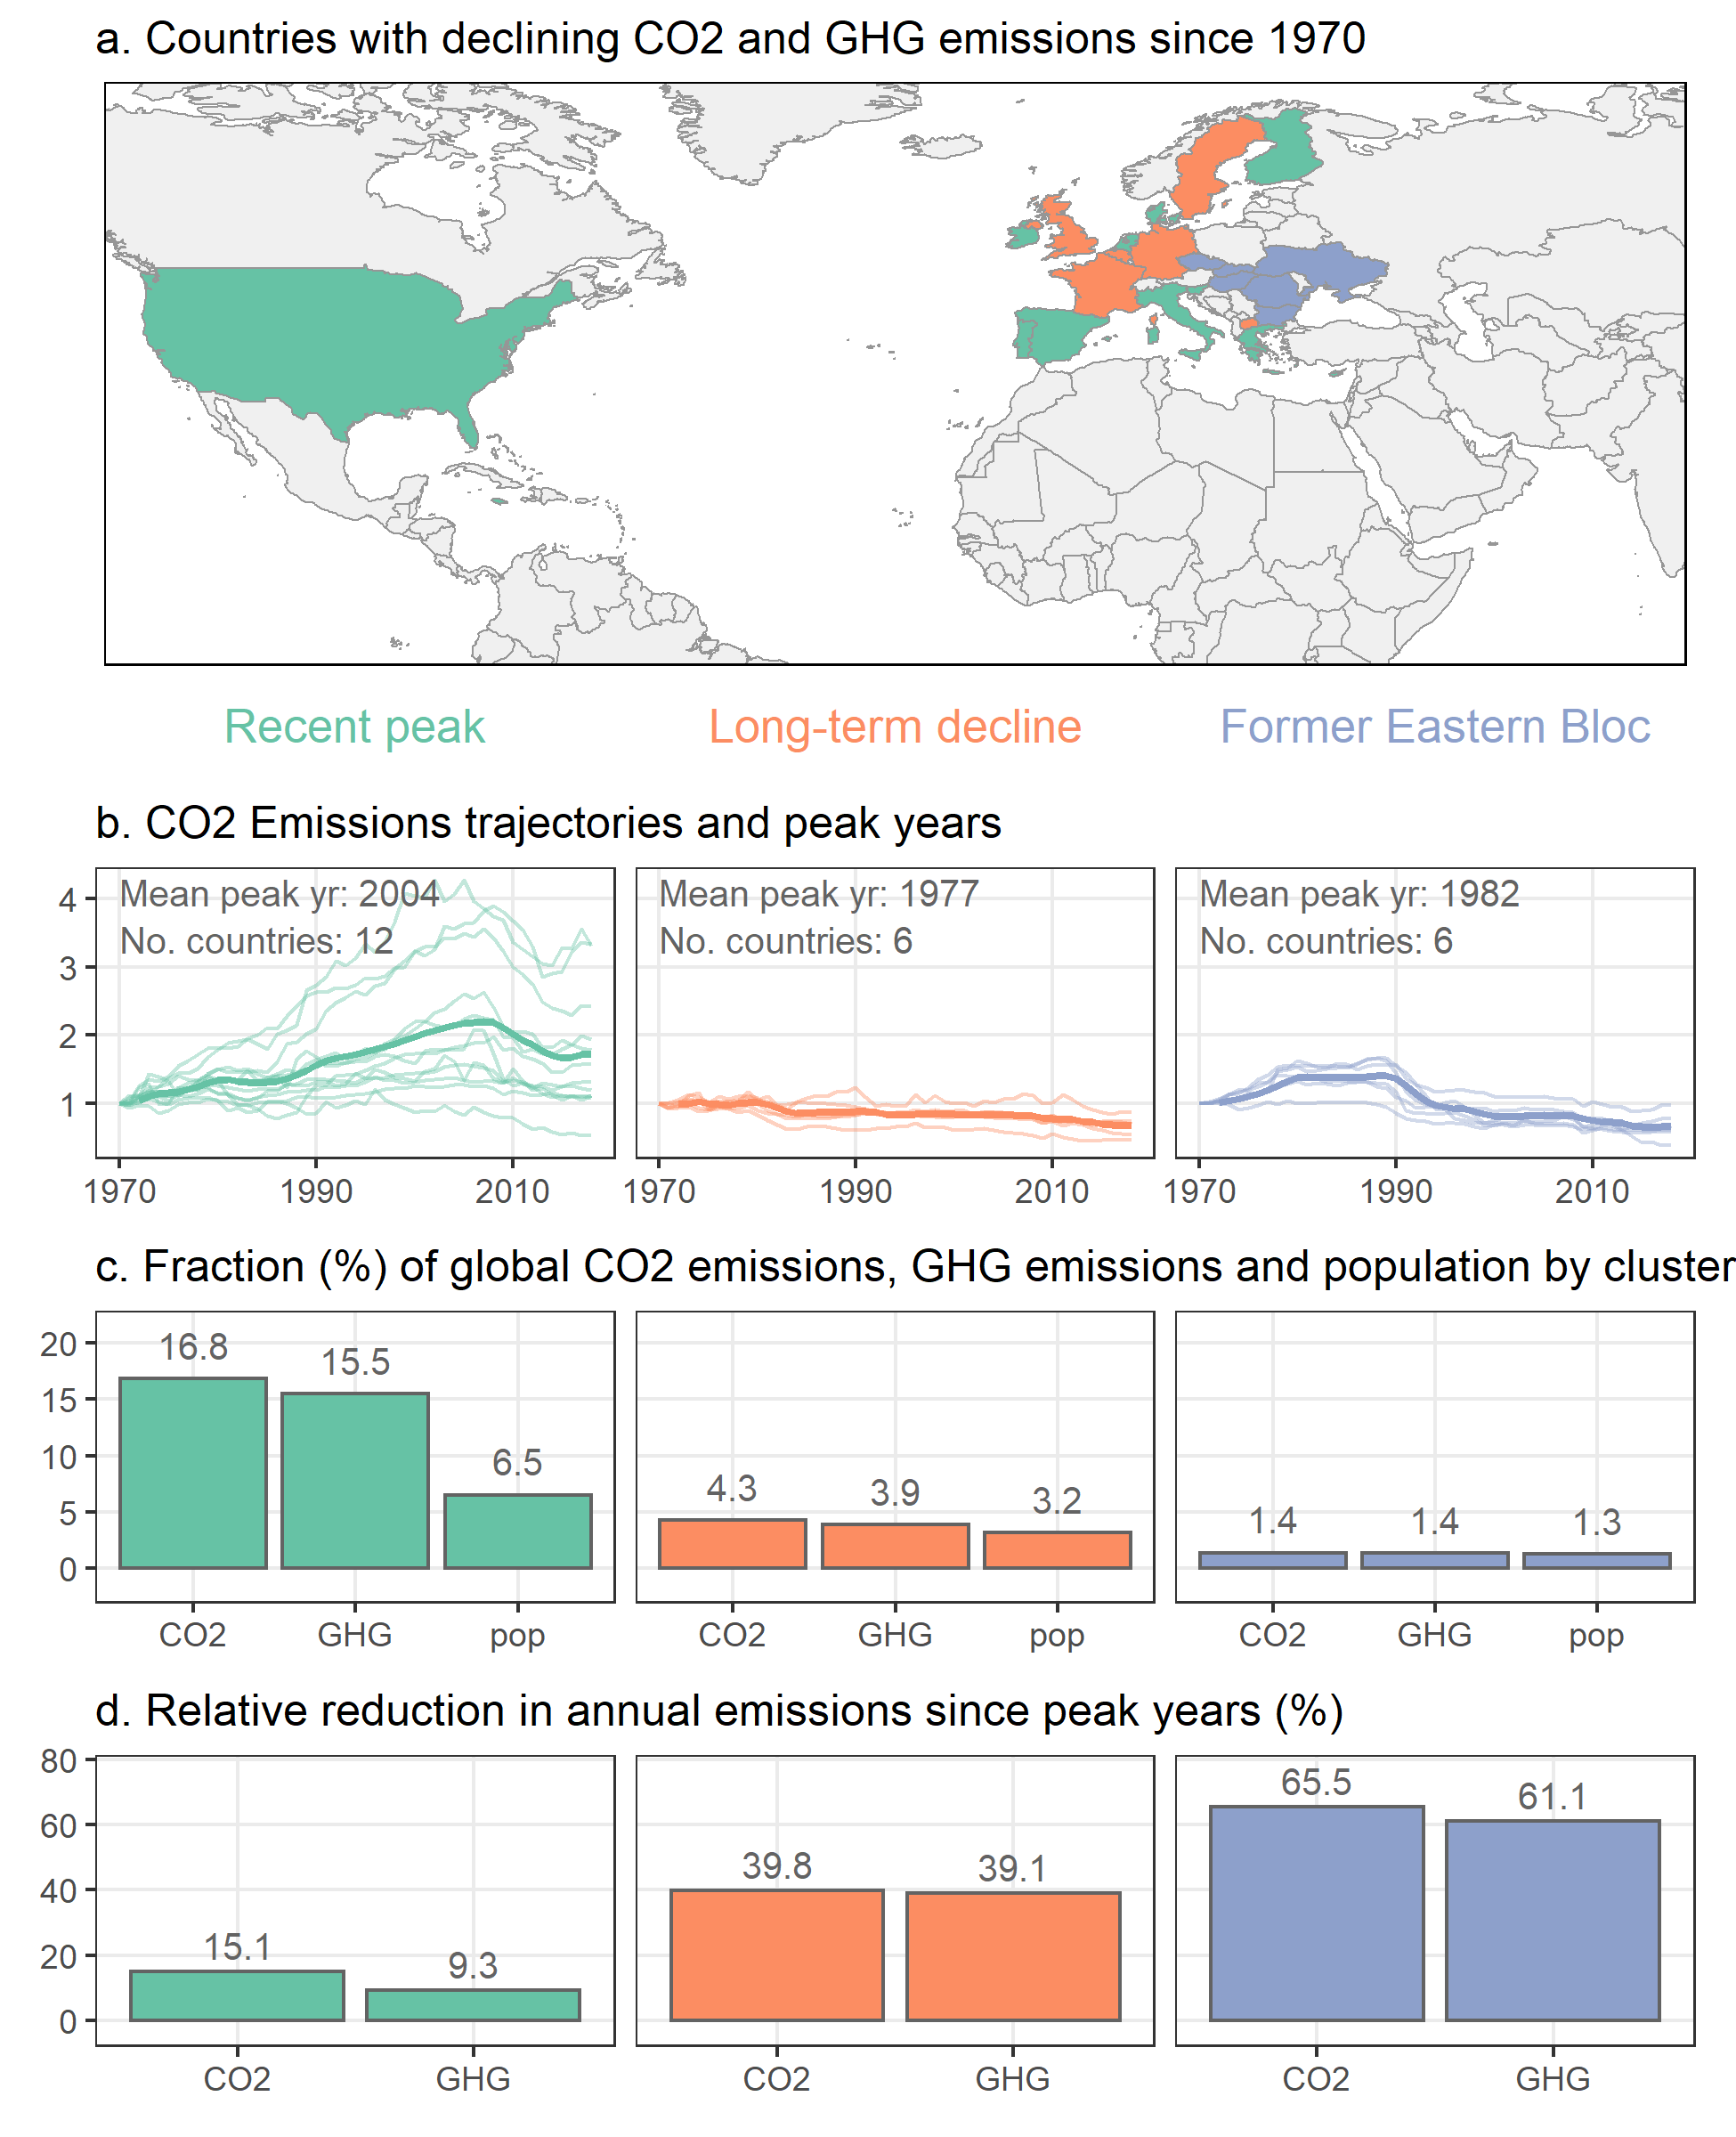 a. Countries with declining CO2 and GHG emissions since 1970
Recent peak
Long-term decline
Former Eastern Bloc
b. CO2 Emissions trajectories and peak years
Mean peak yr: 2004
No. countries: 12
Mean peak yr: 1977
No. countries: 6
Mean peak yr: 1982
No. countries: 6
4
3
2
1
1970 1990 2010
1970 1990 2010
1970 1990 2010
c. Fraction (%) of global CO2 emissions, GHG emissions and population by cluster
20
15
10
5
0
16.8 15.5 6.5
4.3 3.9 3.2
1.4 1.4 1.3
CO2 GHG pop
CO2 GHG pop
CO2 GHG pop
d. Relative reduction in annual emissions since peak years (%)
80
60
40
20
0
15.1 9.3
39.8 39.1
65.5 61.1
CO2 GHG
CO2 GHG
CO2 GHG